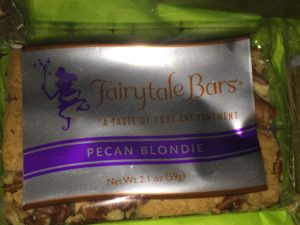 Fairytale Bars®
A TASTE OF PURE ENCHANTMENT
PECAN BLONDIE
Net Wt 2.1 oz (59g)